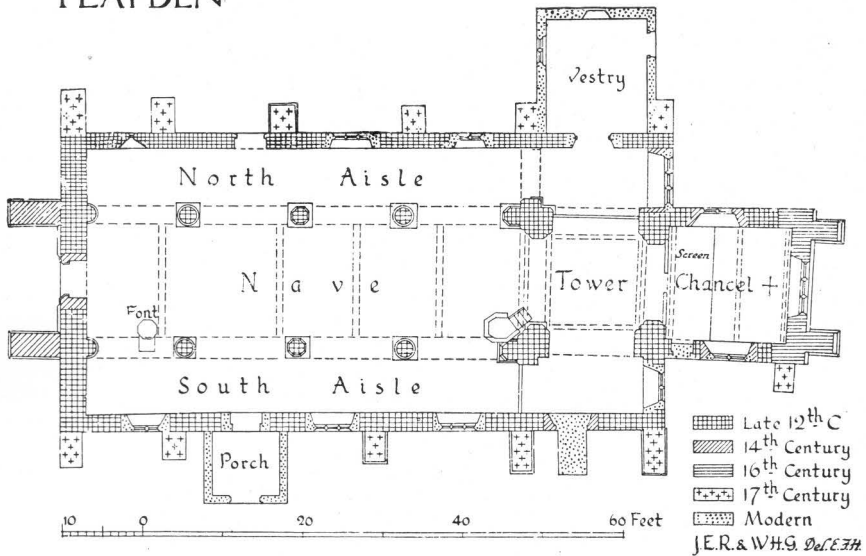 PLAYDEN
Vestry
North Aisle
Nave
Tower
Screen
Chancel
Font
South Aisle
Porch
Late 12th C
14th Century
16th Century
17th Century
Modern
10 0 20 40 60 Feet
J.E.R. & W.H.G. Del.